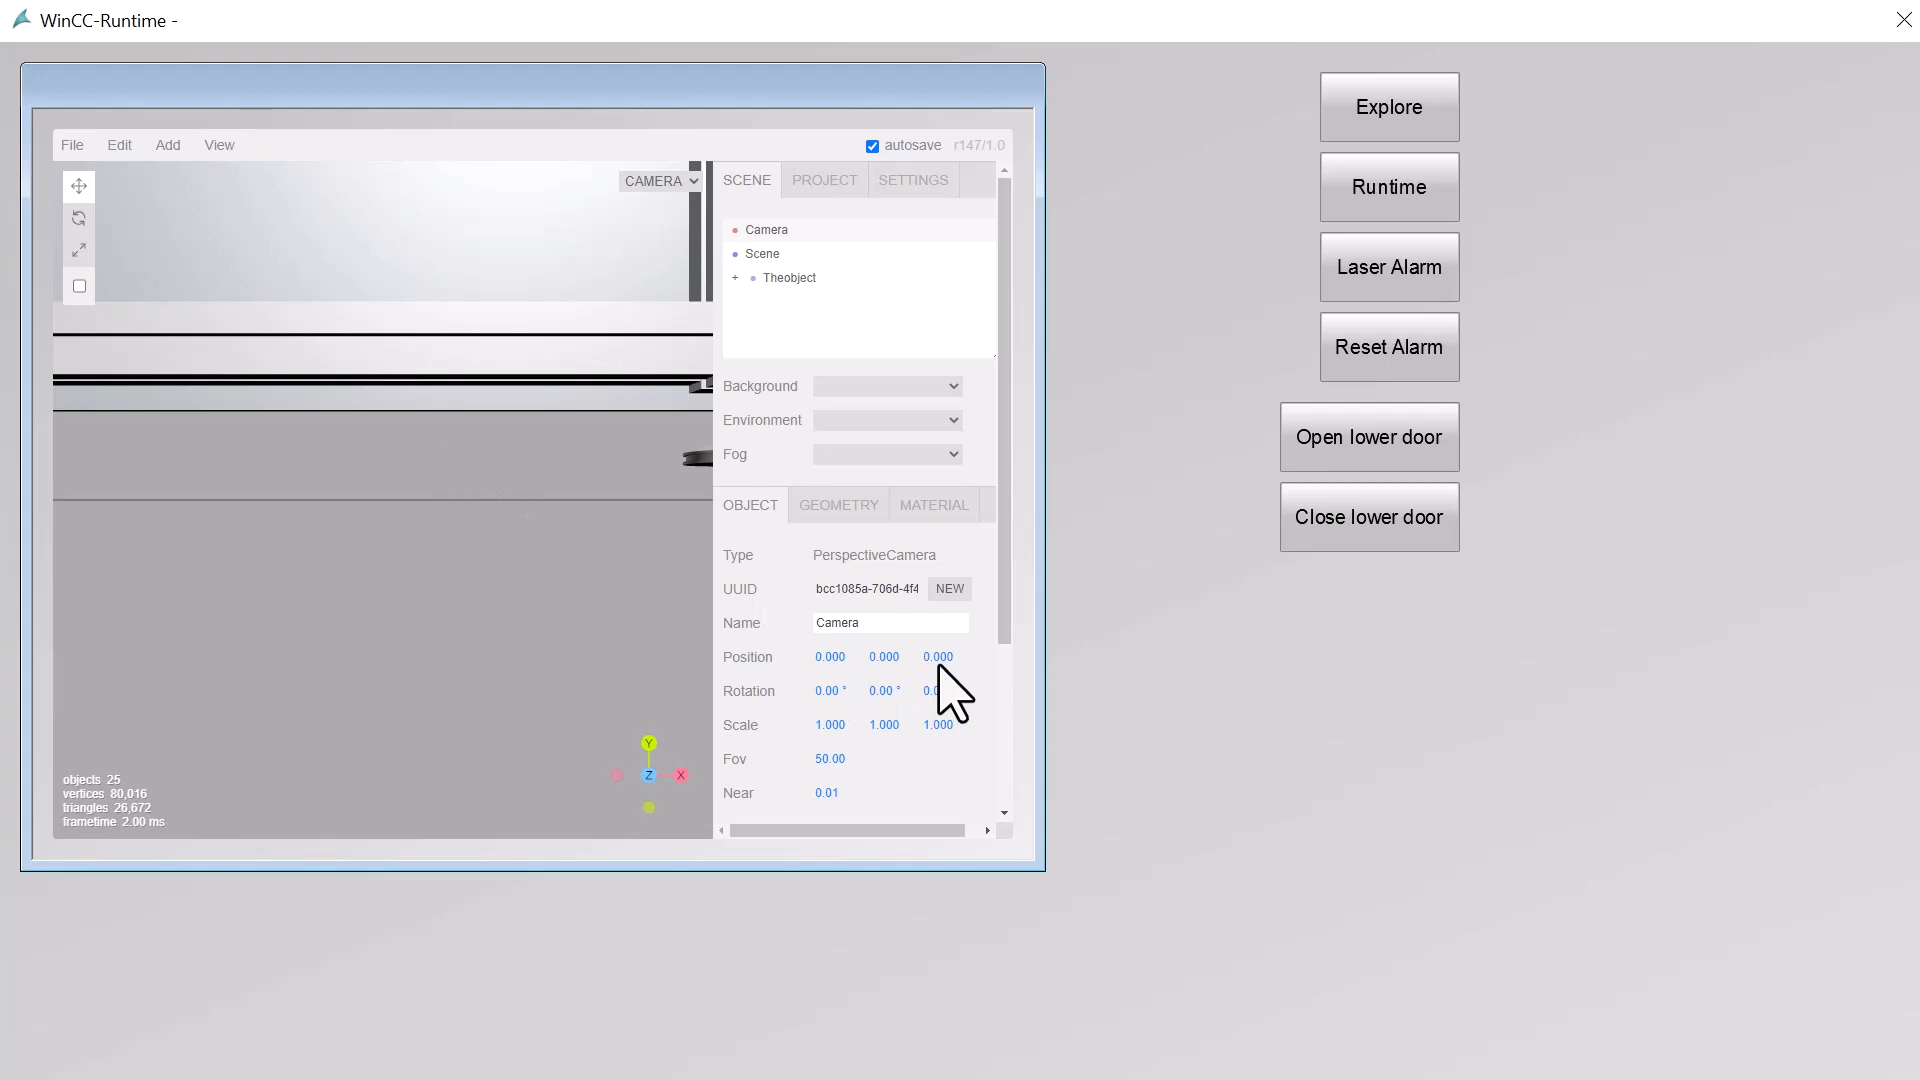 WinCC-Runtime -
File Edit Add View
autosave r147/1.0
CAMERA
SCENE PROJECT SETTINGS
Camera
Scene
+ Theobject
Background
Environment
Fog
OBJECT GEOMETRY MATERIAL
Type PerspectiveCamera
UUID bcc1085a-706d-4f4 NEW
Name Camera
Position 0.000 0.000 0.000
Rotation 0.00 ° 0.00 °
Scale 1.000 1.000 1.000
Fov 50.00
Near 0.01
Y
Z
X
objects 25
vertices 80,016
triangles 26,672
frametime 2.00 ms
Explore
Runtime
Laser Alarm
Reset Alarm
Open lower door
Close lower door